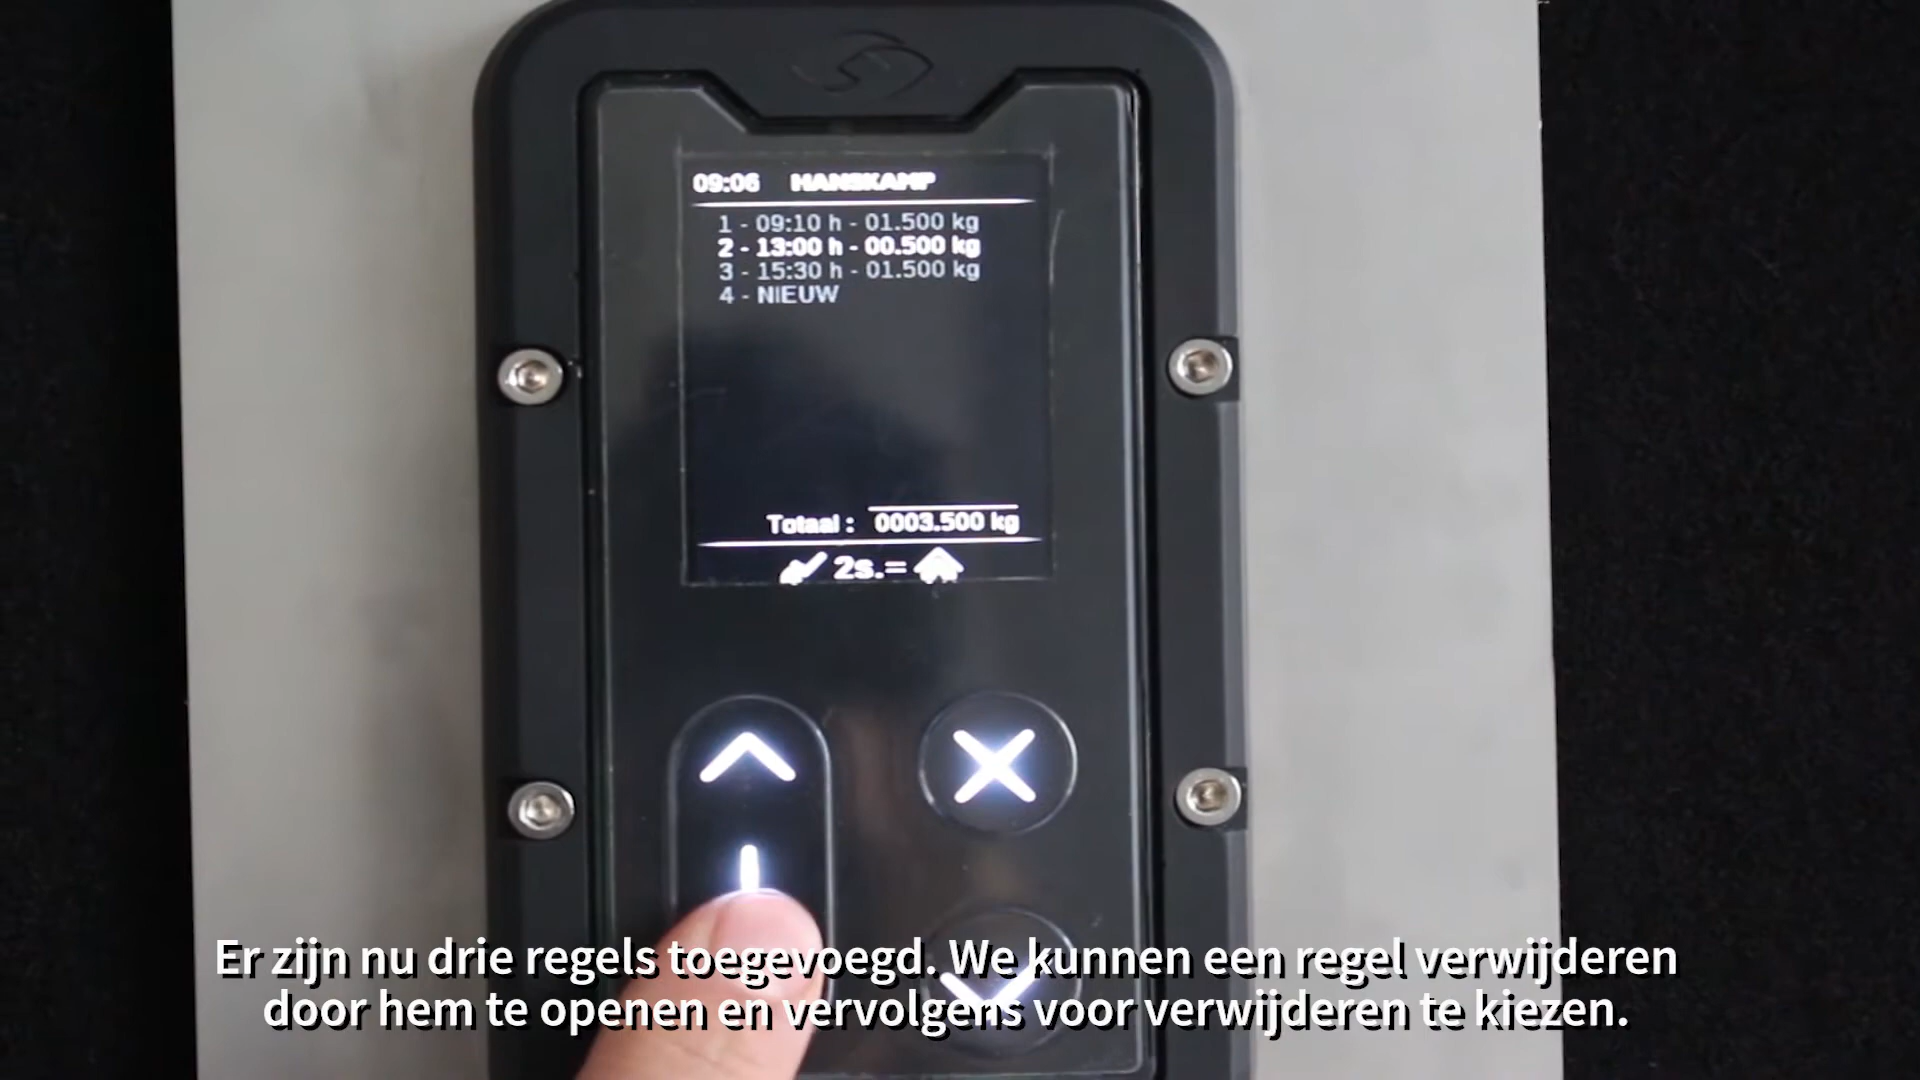 09:06 HANSKAMP
1 - 09:10 h - 01.500 kg
2 - 13:00 h - 00.500 kg
3 - 15:30 h - 01.500 kg
4 - NIEUW
Totaal : 0003.500 kg
2s.=
Er zijn nu drie regels toegevoegd. We kunnen een regel verwijderen
door hem te openen en vervolgens voor verwijderen te kiezen.